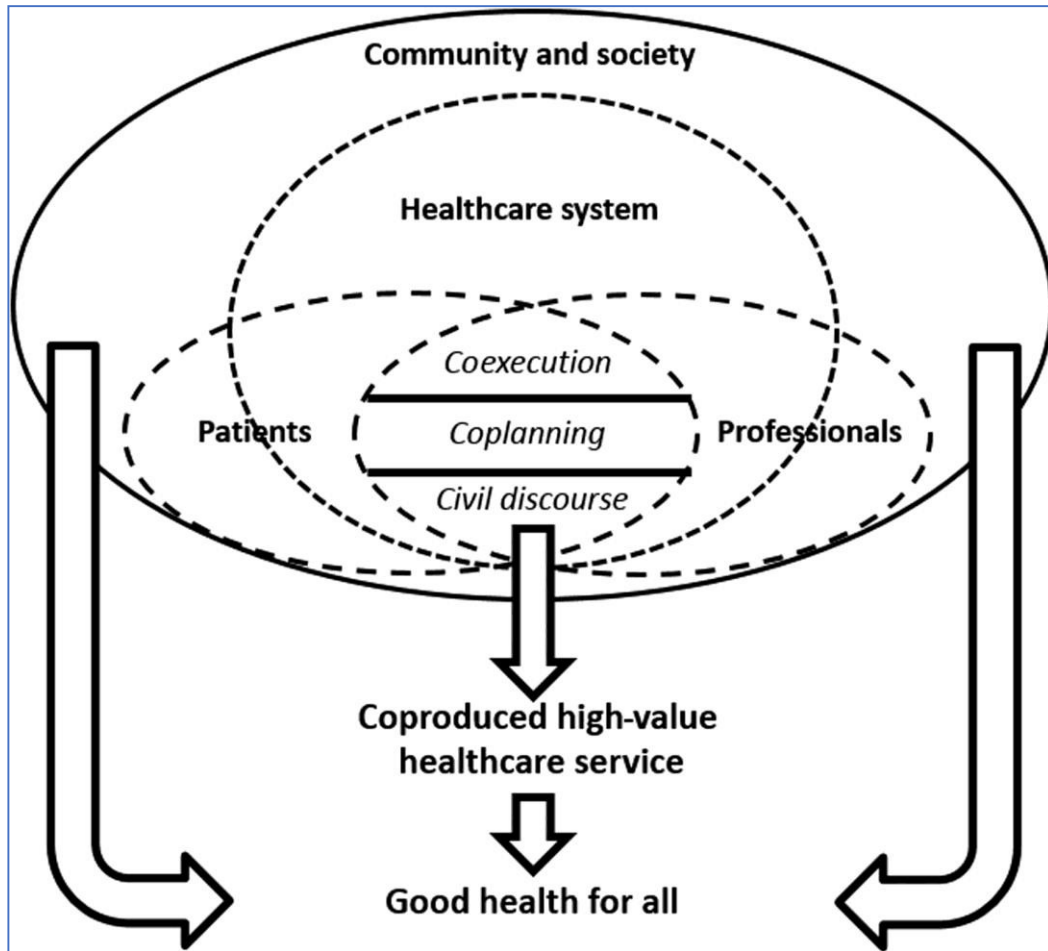 Community and society
Healthcare system
Coexecution
Patients
Coplanning
Professionals
Civil discourse
Coproduced high-value
healthcare service
Good health for all